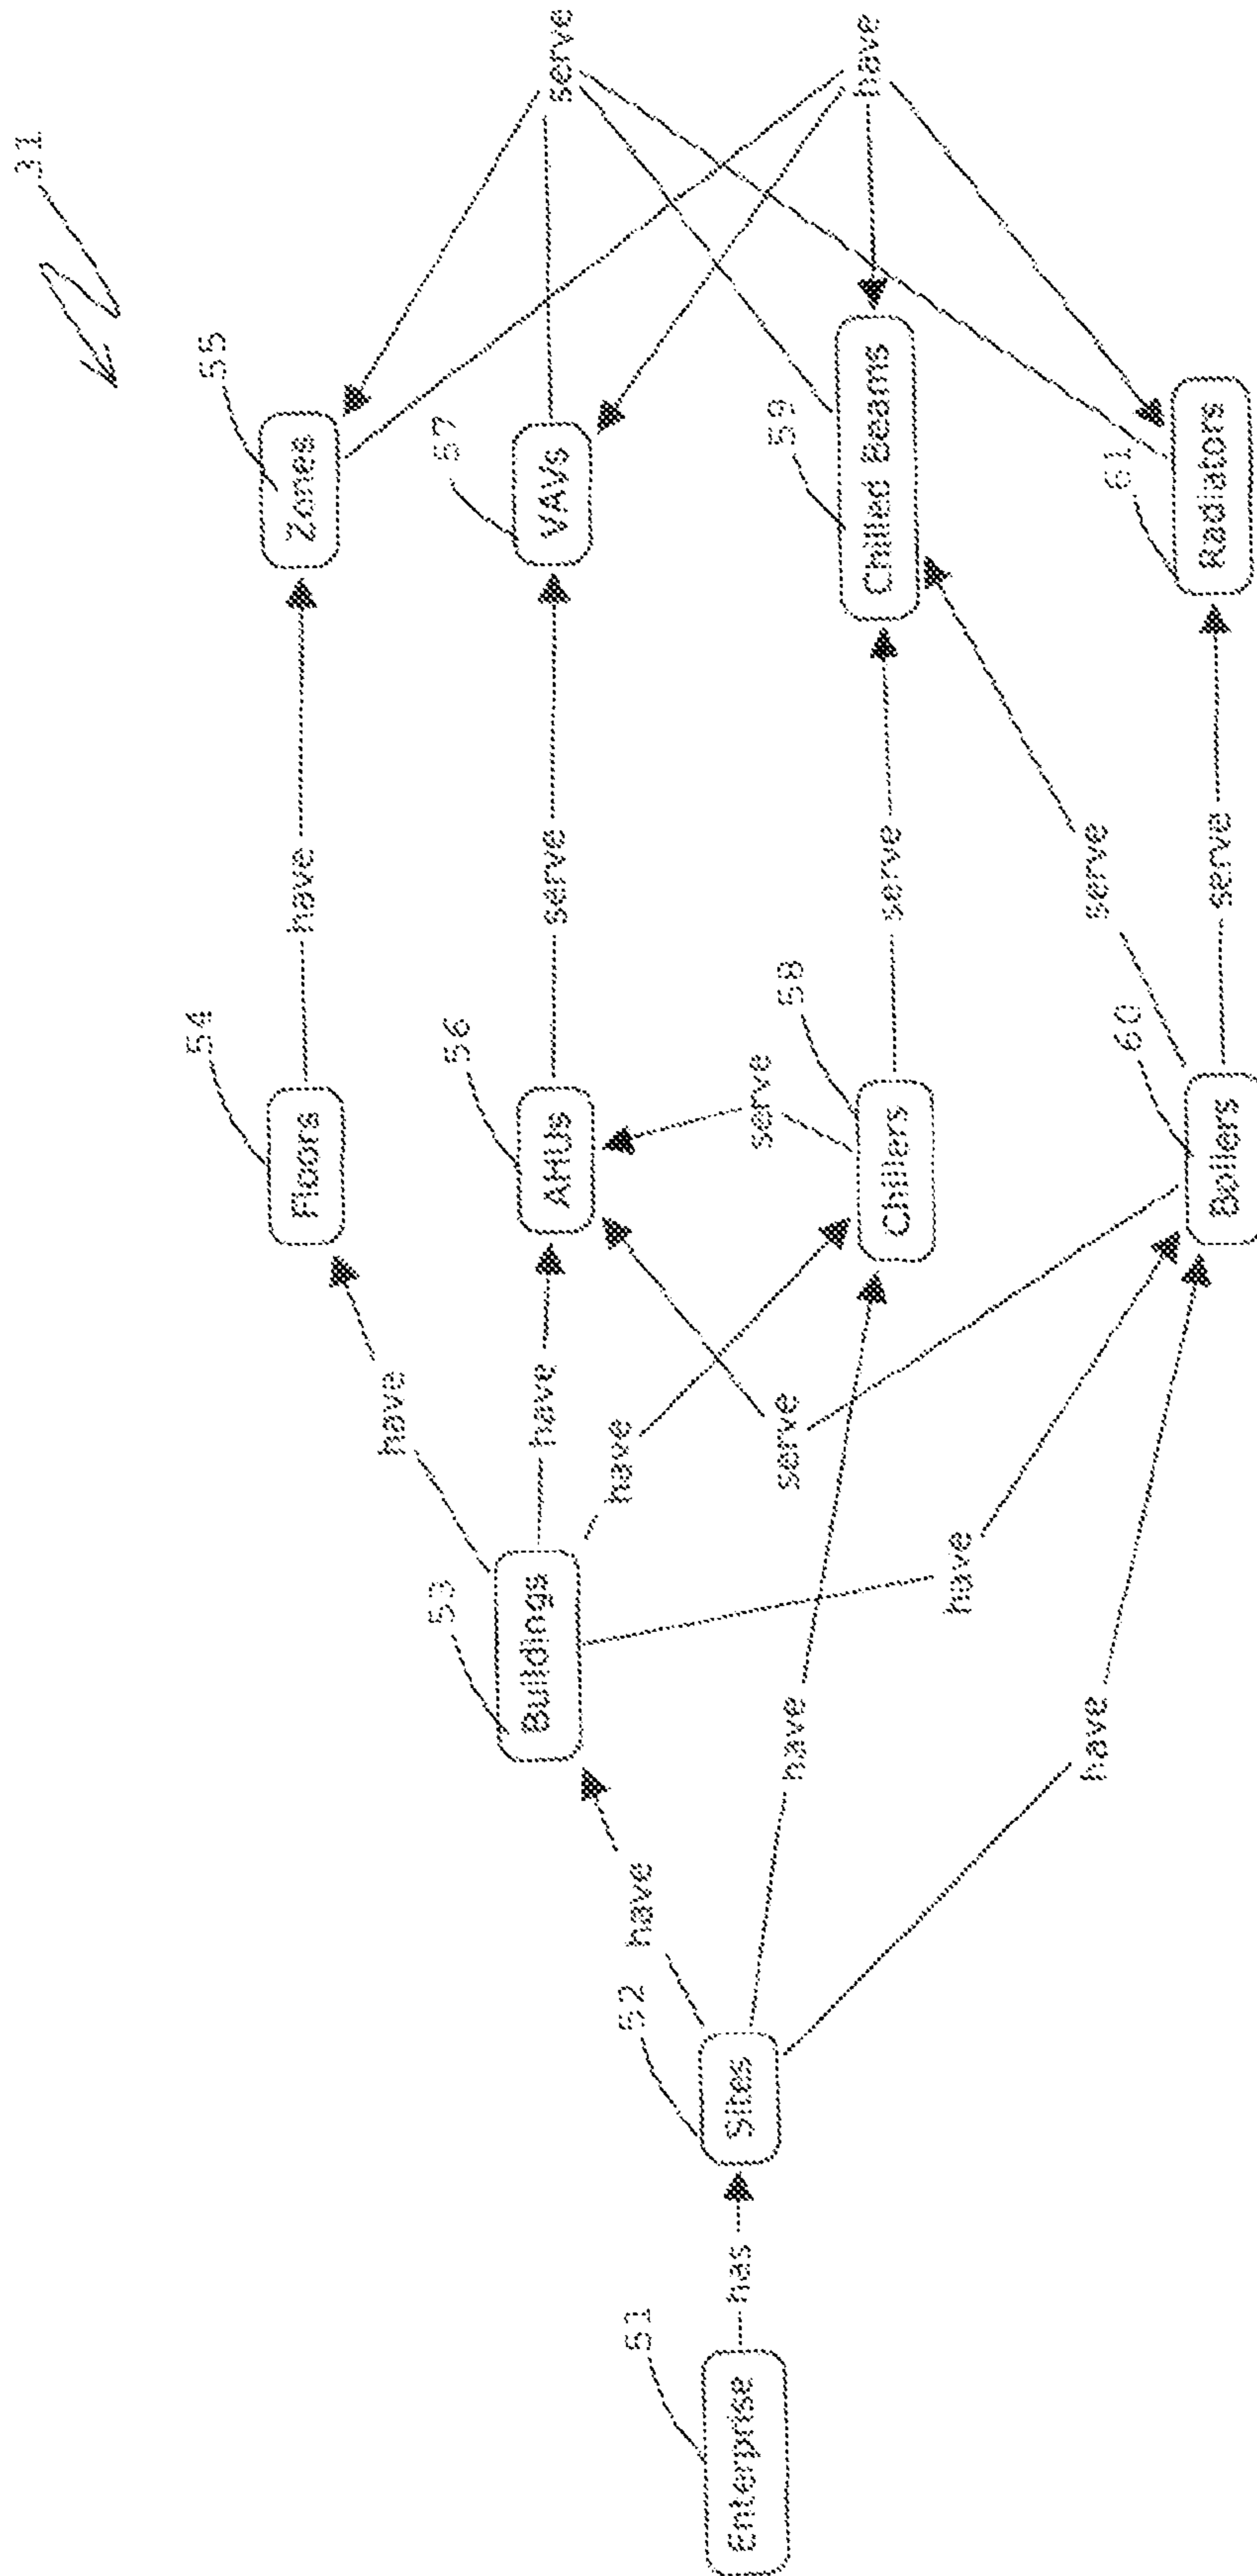 31
Enterprise
51
has
Sites
52
have
have
have
Buildings
53
have
have
have
have
Floors
54
have
Zones
55
AHUs
56
serve
VAVs
57
Chillers
58
serve
serve
Chilled Beams
59
Boilers
60
serve
serve
serve
Radiators
61
serve
have